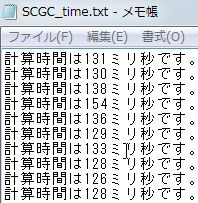 SCGC_time.txt - メモ帳
ファイル(F) 編集(E) 書式(O)
計算時間は131ミリ秒です。
計算時間は130ミリ秒です。
計算時間は138ミリ秒です。
計算時間は154ミリ秒です。
計算時間は136ミリ秒です。
計算時間は129ミリ秒です。
計算時間は133ミリ秒です。
計算時間は128ミリ秒です。
計算時間は126ミリ秒です。
計算時間は128ミリ秒です。